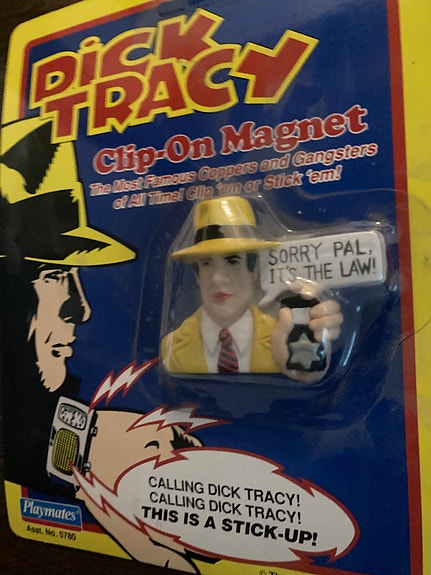 DICK
TRACY
Clip-On Magnet
The Most Famous Coppers and Gangsters
of All Time! Clip 'em or Stick 'em!
SORRY PAL,
IT'S THE LAW!
CALLING DICK TRACY!
CALLING DICK TRACY!
THIS IS A STICK-UP!
Playmates
Asst. No. 5780